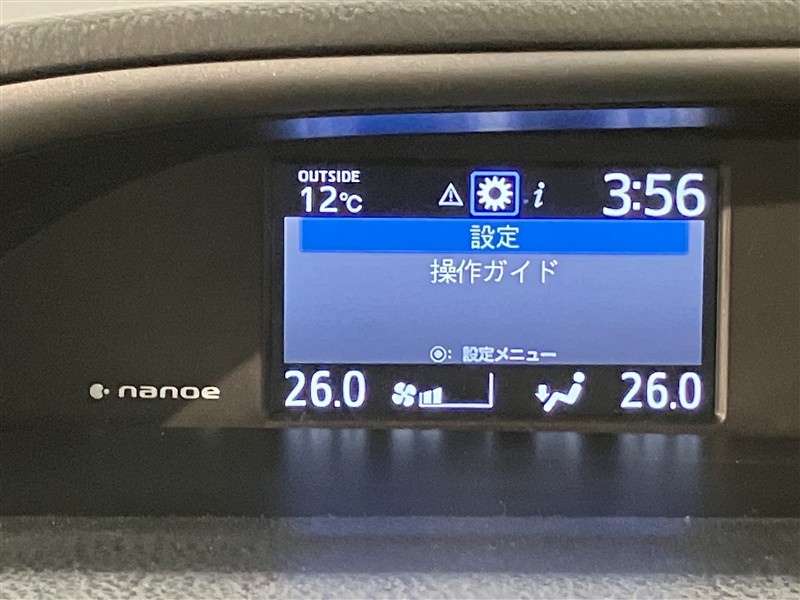 OUTSIDE
12℃ i 3:56
設定
操作ガイド
◉: 設定メニュー
26.0 26.0
nanoe